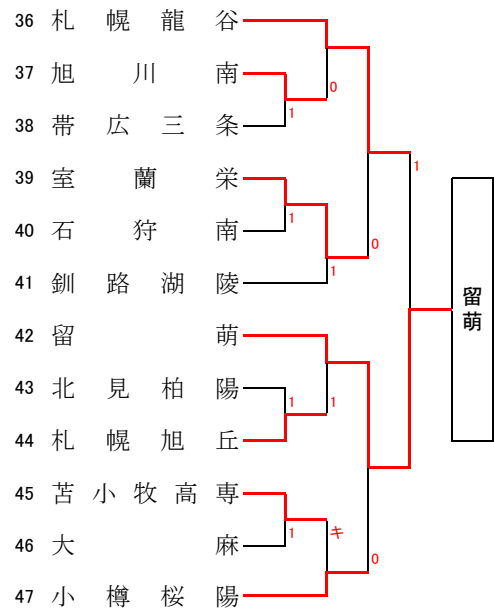 36 札幌龍谷
37 旭川南
38 帯広三条
39 室蘭栄
40 石狩南
41 釧路湖陵
42 留萌
43 北見柏陽
44 札幌旭丘
45 苫小牧高専
46 大麻
47 小樽桜陽
0
1
1
1
0
1
1
1
1
キ
0
留萌